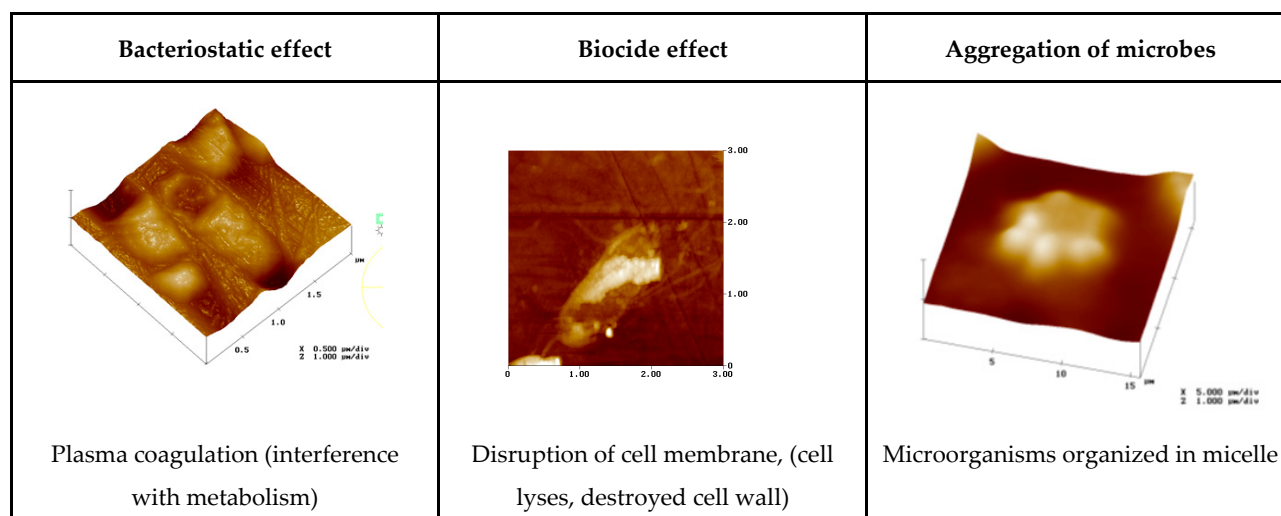 Bacteriostatic effect
Biocide effect
Aggregation of microbes
μm
1.5
1.0
0.5
X 0.500 μm/div
Z 1.000 μm/div
3.00
2.00
1.00
0
0
1.00
2.00
3.00
5
10
15
μm
X 5.000 μm/div
Z 1.000 μm/div
Plasma coagulation (interference
with metabolism)
Disruption of cell membrane, (cell
lyses, destroyed cell wall)
Microorganisms organized in micelle